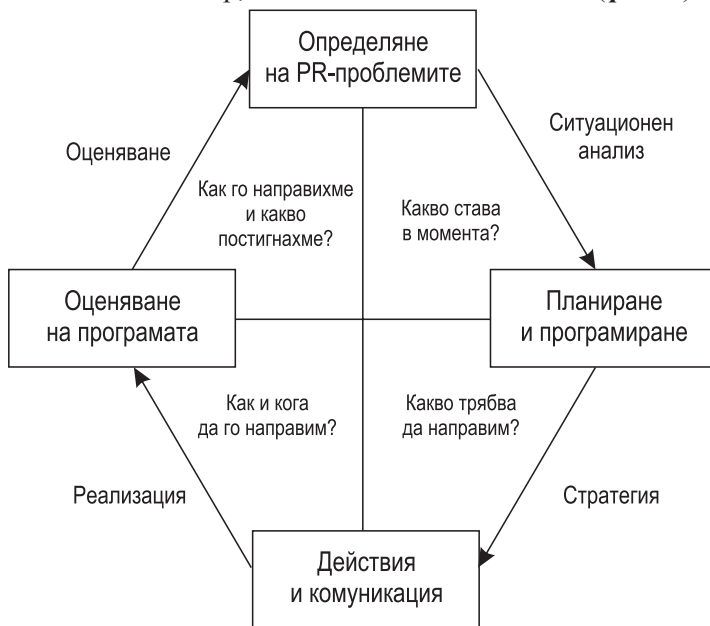 Определяне
на PR-проблемите
Оценяване
Ситуационен
анализ
Как го направихме
и какво
постигнахме?
Какво става
в момента?
Оценяване
на програмата
Планиране
и програмиране
Как и кога
да го направим?
Какво трябва
да направим?
Реализация
Стратегия
Действия
и комуникация